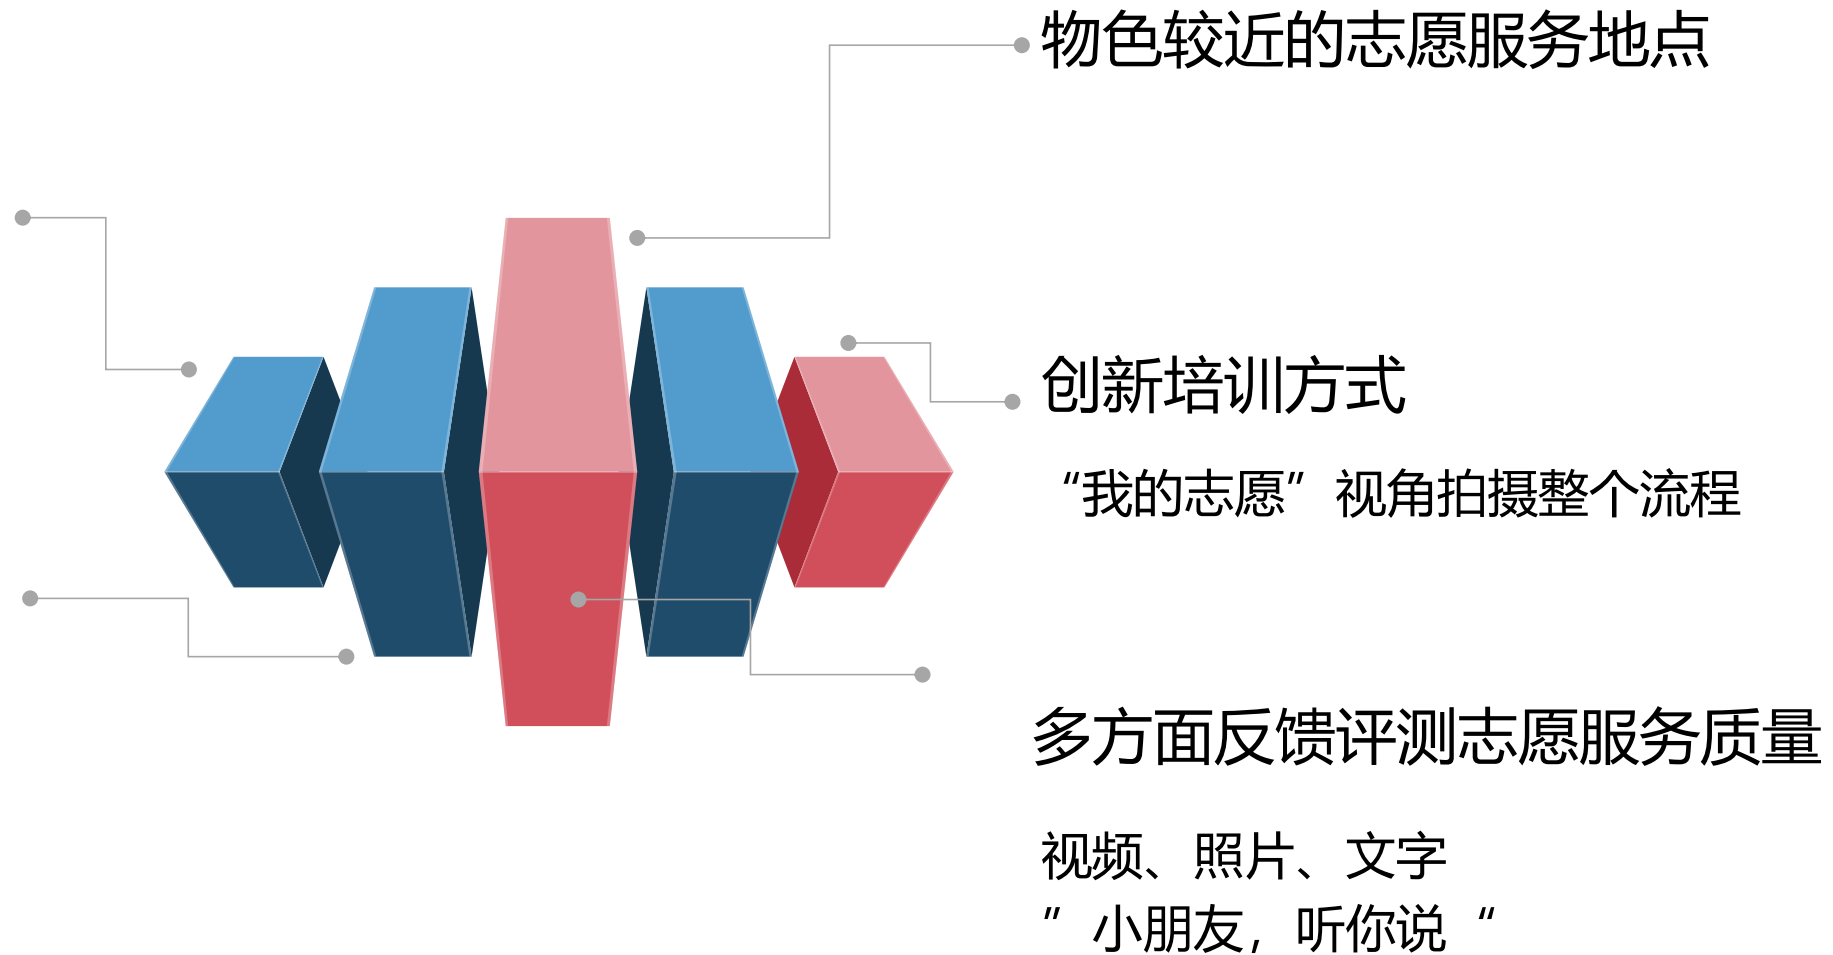 物色较近的志愿服务地点
创新培训方式
“我的志愿”视角拍摄整个流程
多方面反馈评测志愿服务质量
视频、照片、文字
”小朋友，听你说“